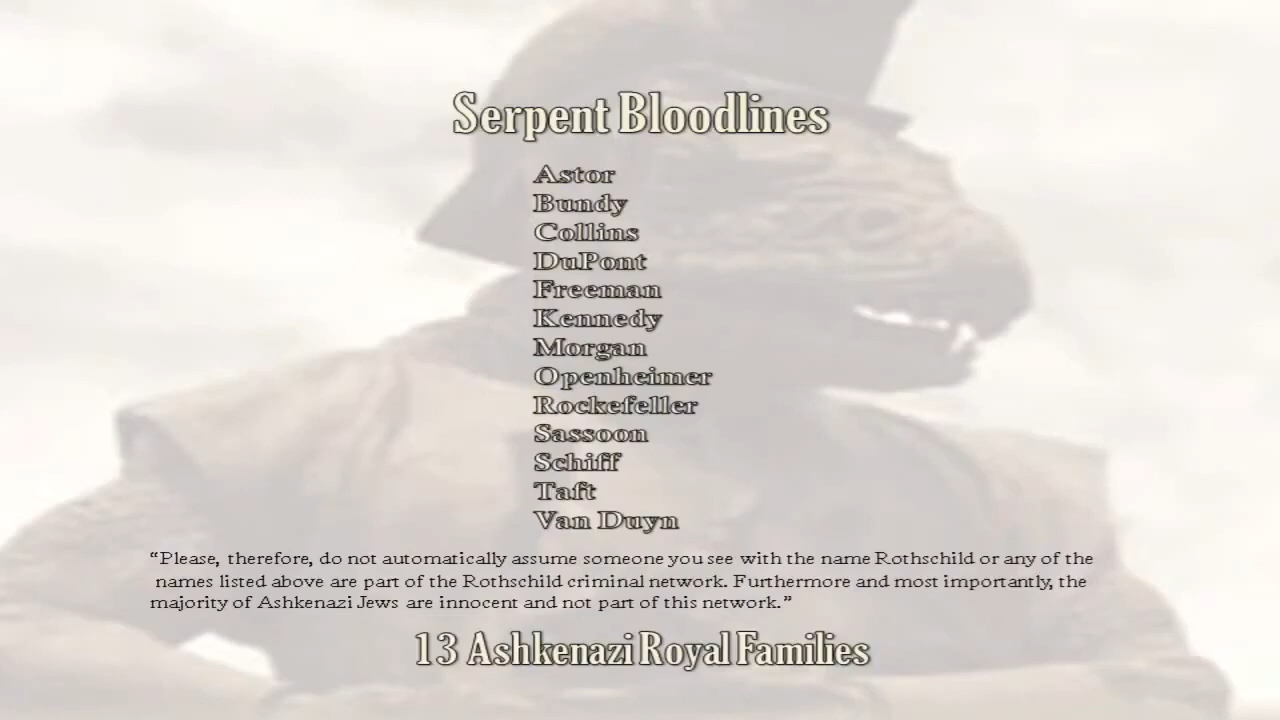 Serpent Bloodlines
Astor
Bundy
Collins
DuPont
Freeman
Kennedy
Morgan
Openheimer
Rockefeller
Sassoon
Schiff
Taft
Van Duyn
“Please, therefore, do not automatically assume someone you see with the name Rothschild or any of the
names listed above are part of the Rothschild criminal network. Furthermore and most importantly, the
majority of Ashkenazi Jews are innocent and not part of this network.”
13 Ashkenazi Royal Families